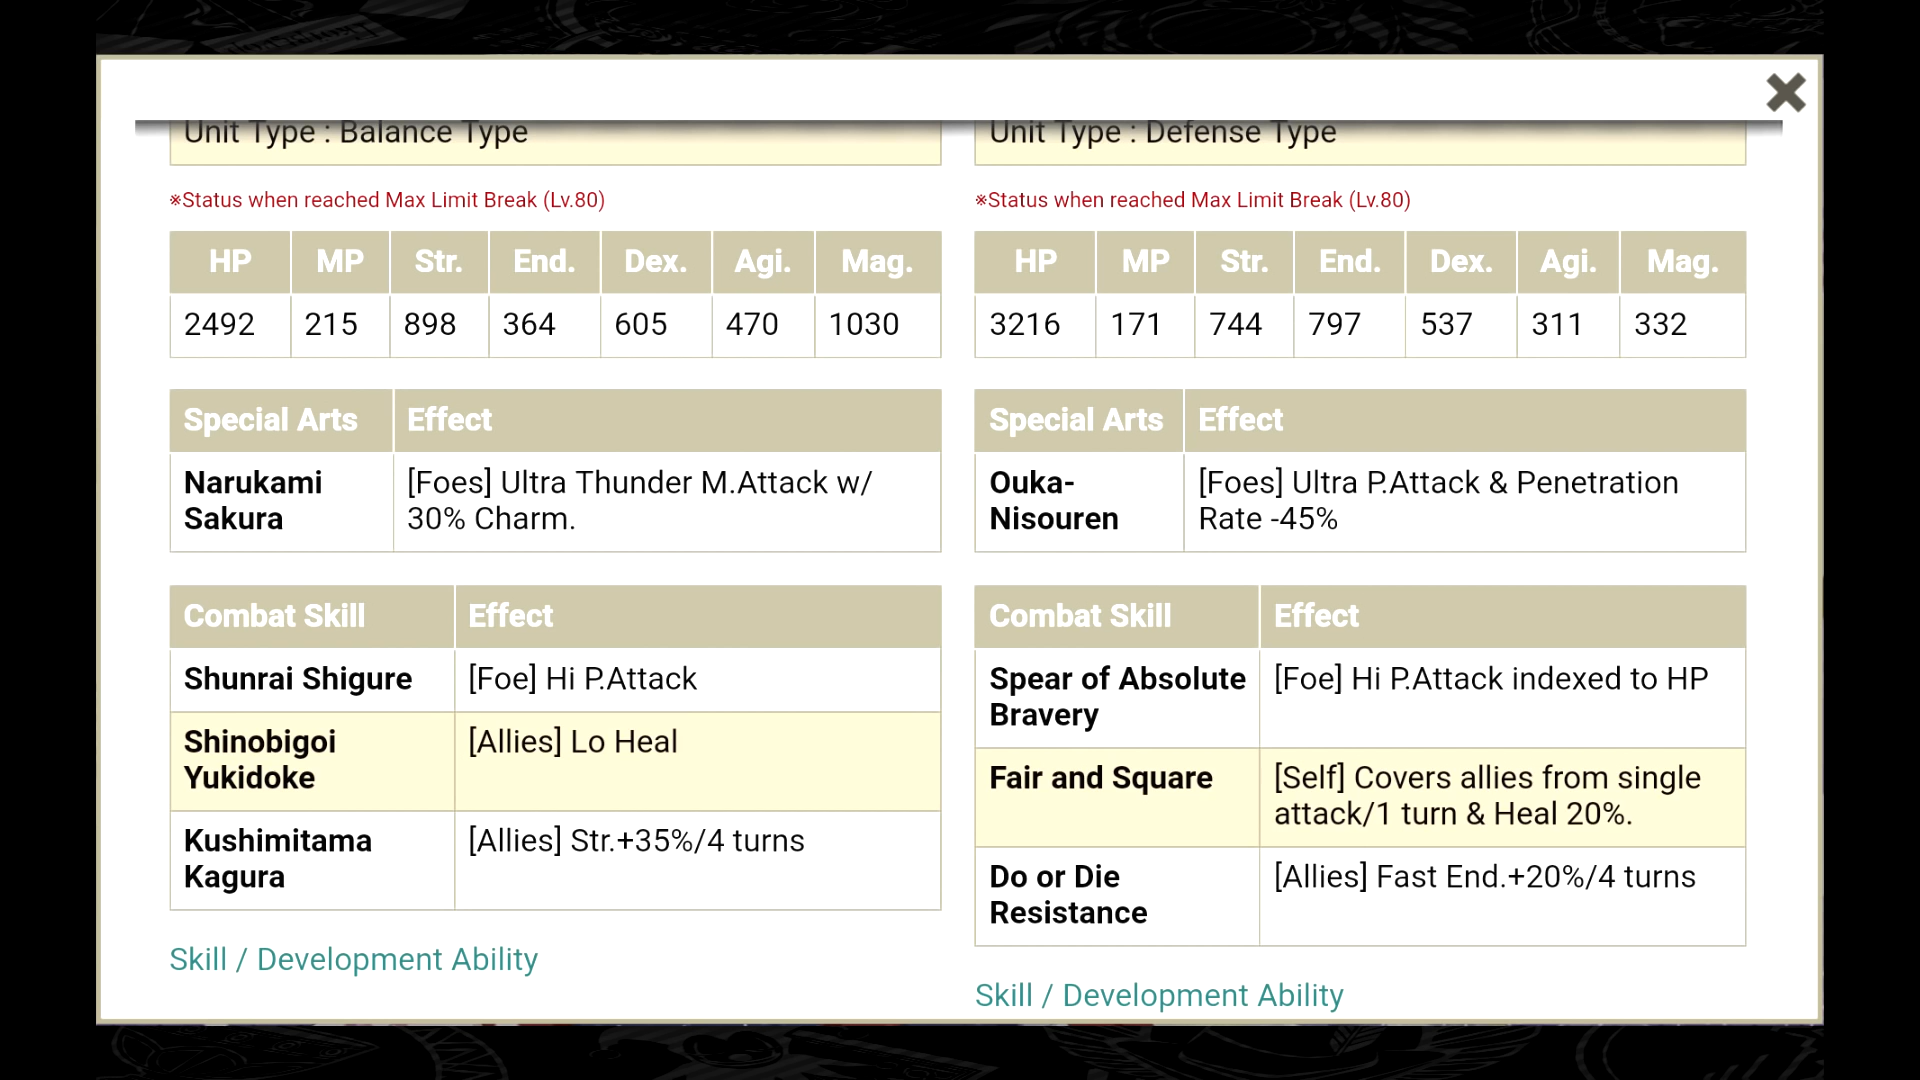 Unit Type : Balance Type
※Status when reached Max Limit Break (Lv.80)
HP MP Str. End. Dex. Agi. Mag.
2492 215 898 364 605 470 1030
Special Arts Effect
Narukami [Foes] Ultra Thunder M.Attack w/
Sakura 30% Charm.
Combat Skill Effect
Shunrai Shigure [Foe] Hi P.Attack
Shinobigoi [Allies] Lo Heal
Yukidoke
Kushimitama [Allies] Str.+35%/4 turns
Kagura
Skill / Development Ability
Unit Type : Defense Type
※Status when reached Max Limit Break (Lv.80)
HP MP Str. End. Dex. Agi. Mag.
3216 171 744 797 537 311 332
Special Arts Effect
Ouka- [Foes] Ultra P.Attack & Penetration
Nisouren Rate -45%
Combat Skill Effect
Spear of Absolute [Foe] Hi P.Attack indexed to HP
Bravery
Fair and Square [Self] Covers allies from single
attack/1 turn & Heal 20%.
Do or Die [Allies] Fast End.+20%/4 turns
Resistance
Skill / Development Ability